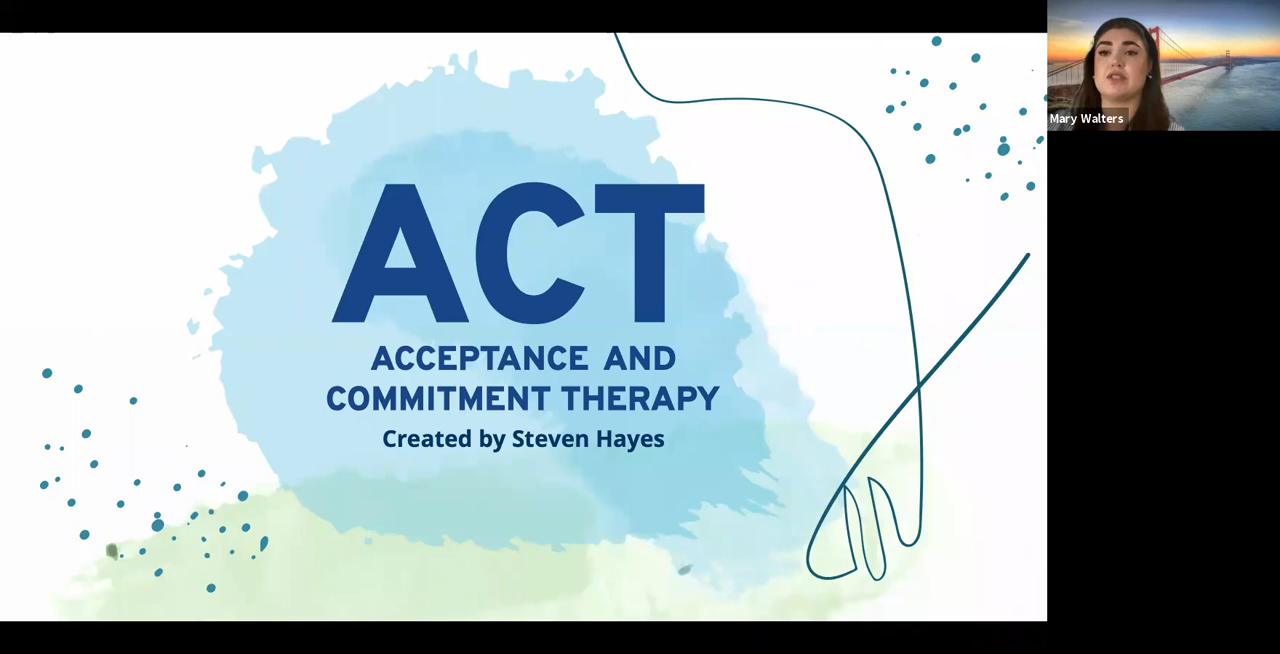 ACT
ACCEPTANCE AND
COMMITMENT THERAPY
Created by Steven Hayes
Mary Walters